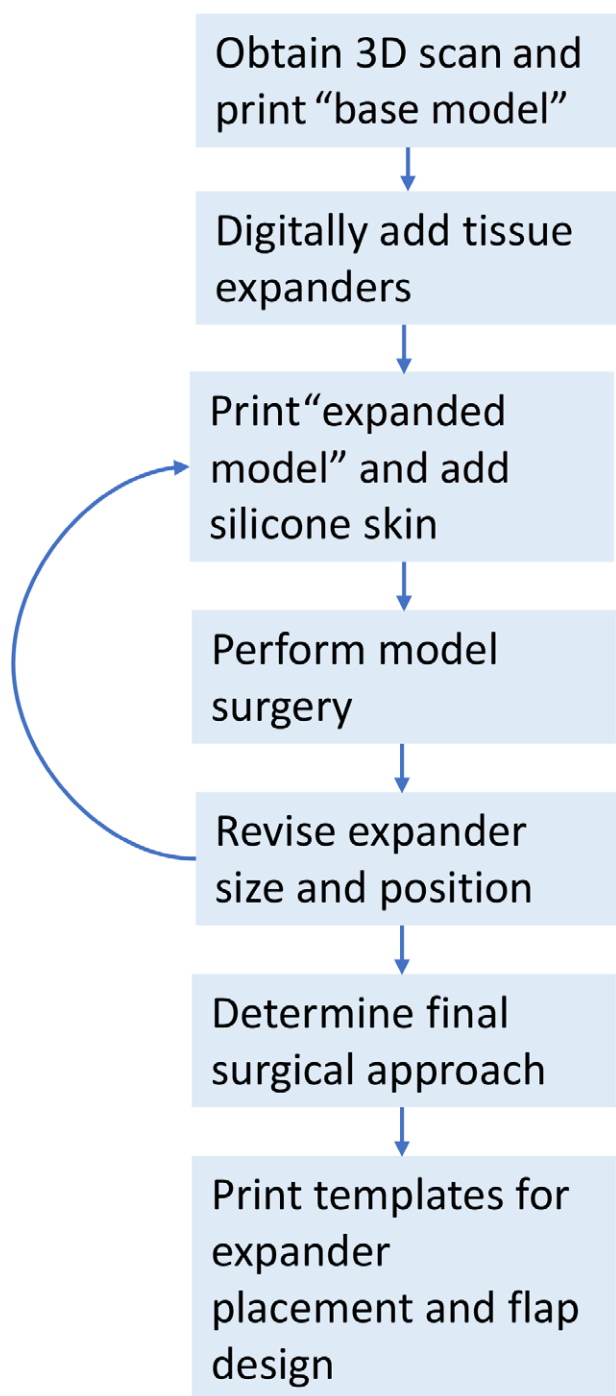 Obtain 3D scan and
print “base model”
Digitally add tissue
expanders
Print “expanded
model” and add
silicone skin
Perform model
surgery
Revise expander
size and position
Determine final
surgical approach
Print templates for
expander
placement and flap
design